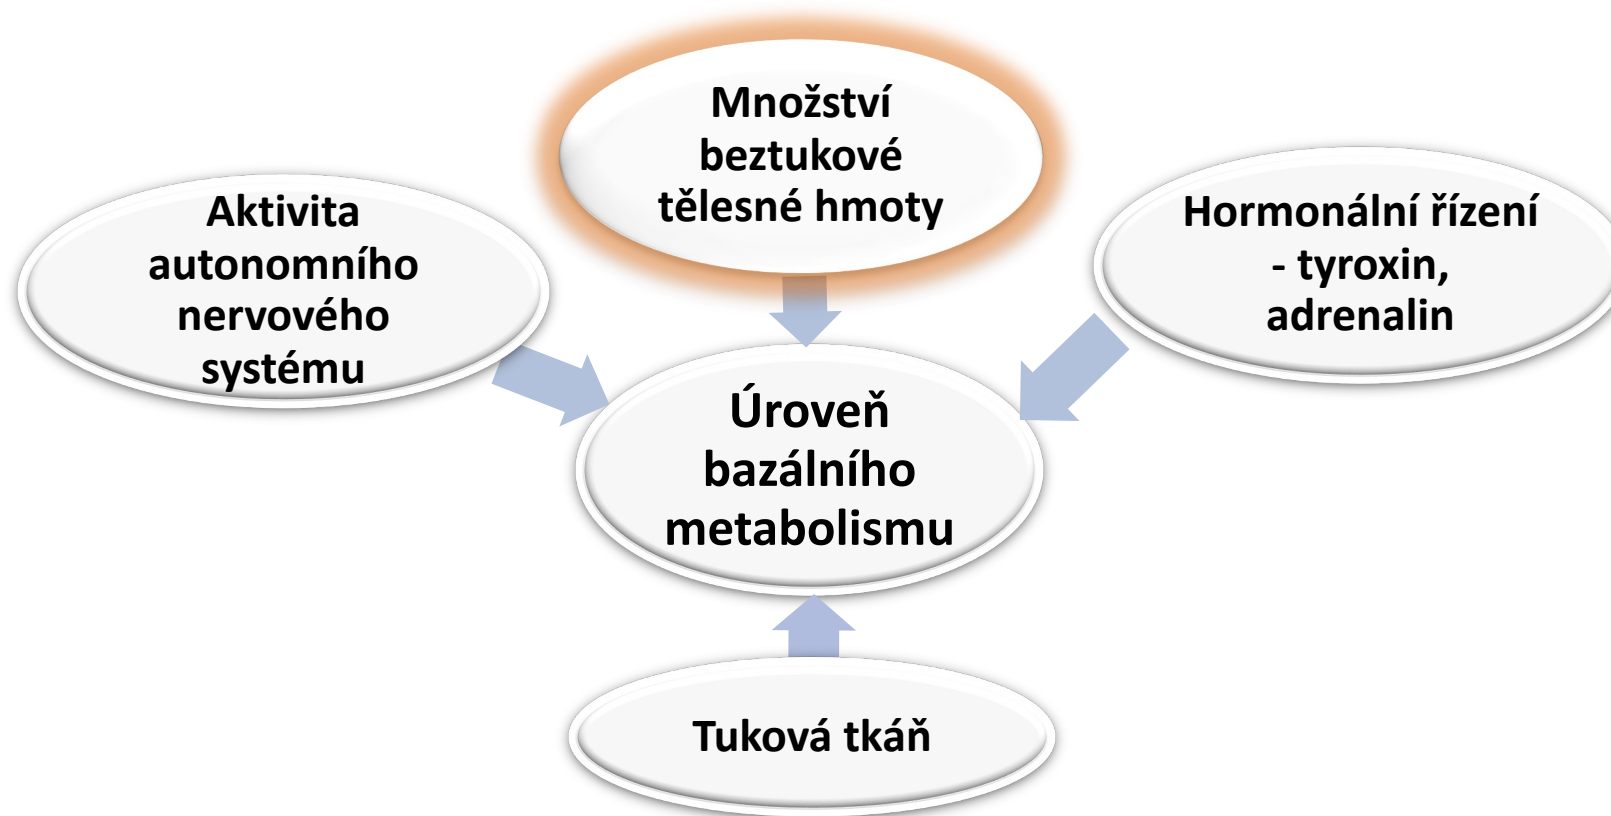 Množství
beztukové
tělesné hmoty
Aktivita
autonomního
nervového
systému
Hormonální řízení
- tyroxin,
adrenalin
Úroveň
bazálního
metabolismu
Tuková tkáň